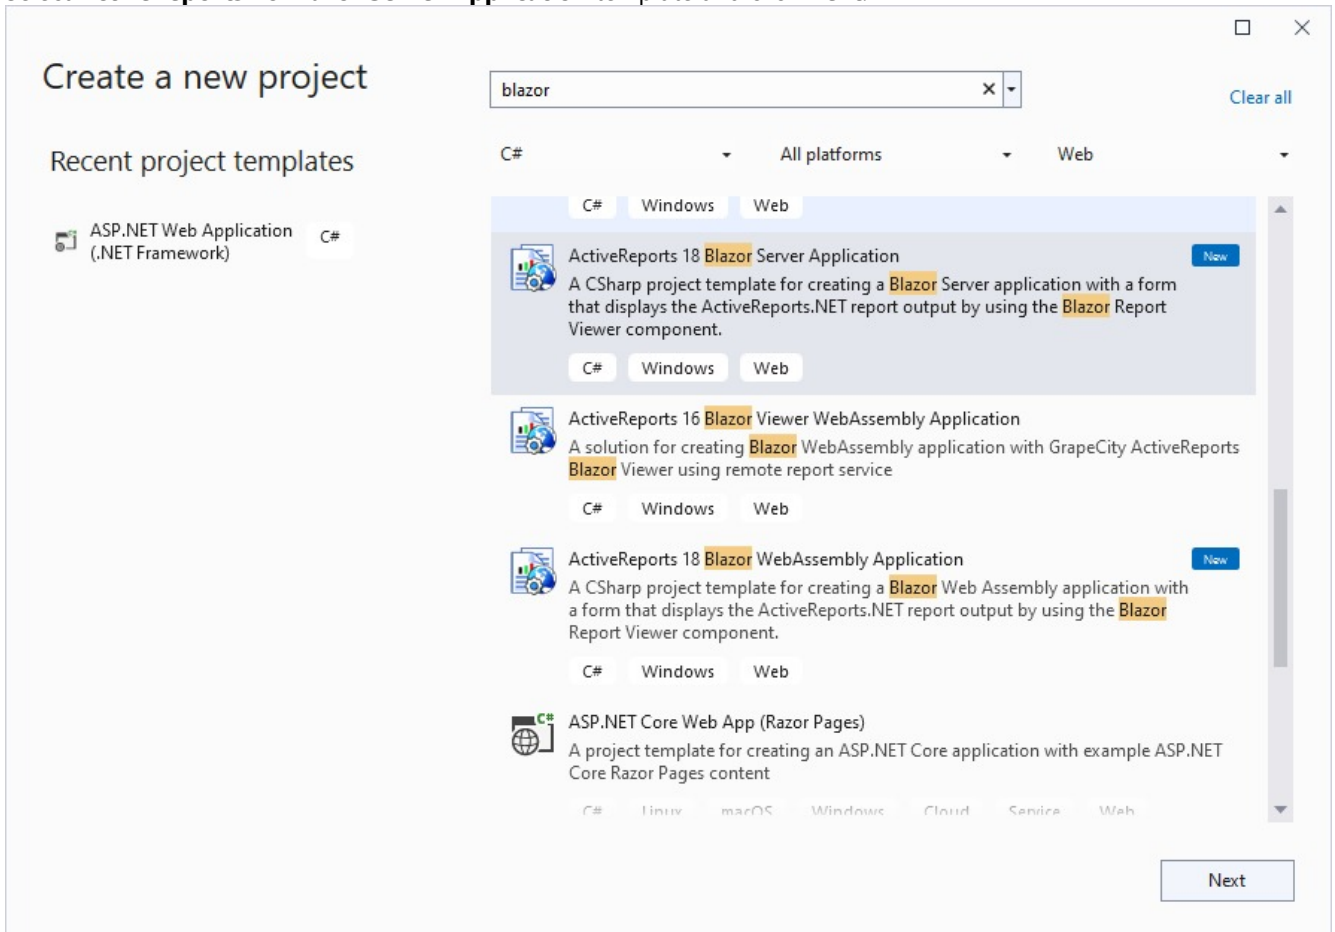 Create a new project
blazor
Clear all
Recent project templates
C#
All platforms
Web
ASP.NET Web Application
(.NET Framework)
C#
C# Windows Web
ActiveReports 18 Blazor Server Application
New
A CSharp project template for creating a Blazor Server application with a form
that displays the ActiveReports.NET report output by using the Blazor Report
Viewer component.
C# Windows Web
ActiveReports 16 Blazor Viewer WebAssembly Application
A solution for creating Blazor WebAssembly application with GrapeCity ActiveReports
Blazor Viewer using remote report service
C# Windows Web
ActiveReports 18 Blazor WebAssembly Application
New
A CSharp project template for creating a Blazor Web Assembly application with
a form that displays the ActiveReports.NET report output by using the Blazor
Report Viewer component.
C# Windows Web
C#
ASP.NET Core Web App (Razor Pages)
A project template for creating an ASP.NET Core application with example ASP.NET
Core Razor Pages content
C# Linux macOS Windows Cloud Service Web
Next